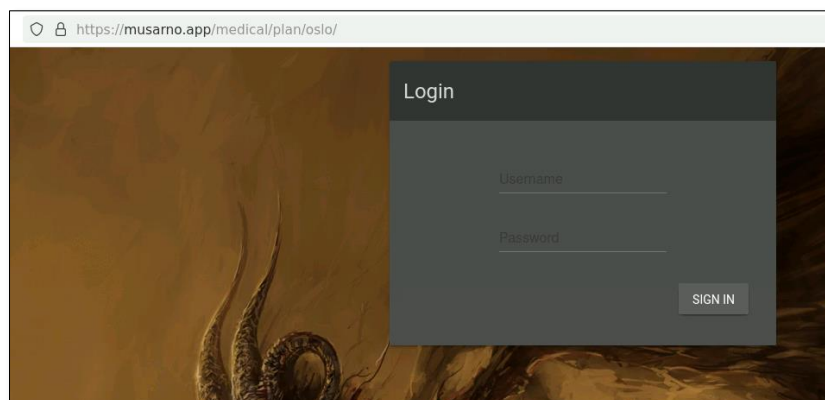 https://musarno.app/medical/plan/oslo/
Login
Username
Password
SIGN IN